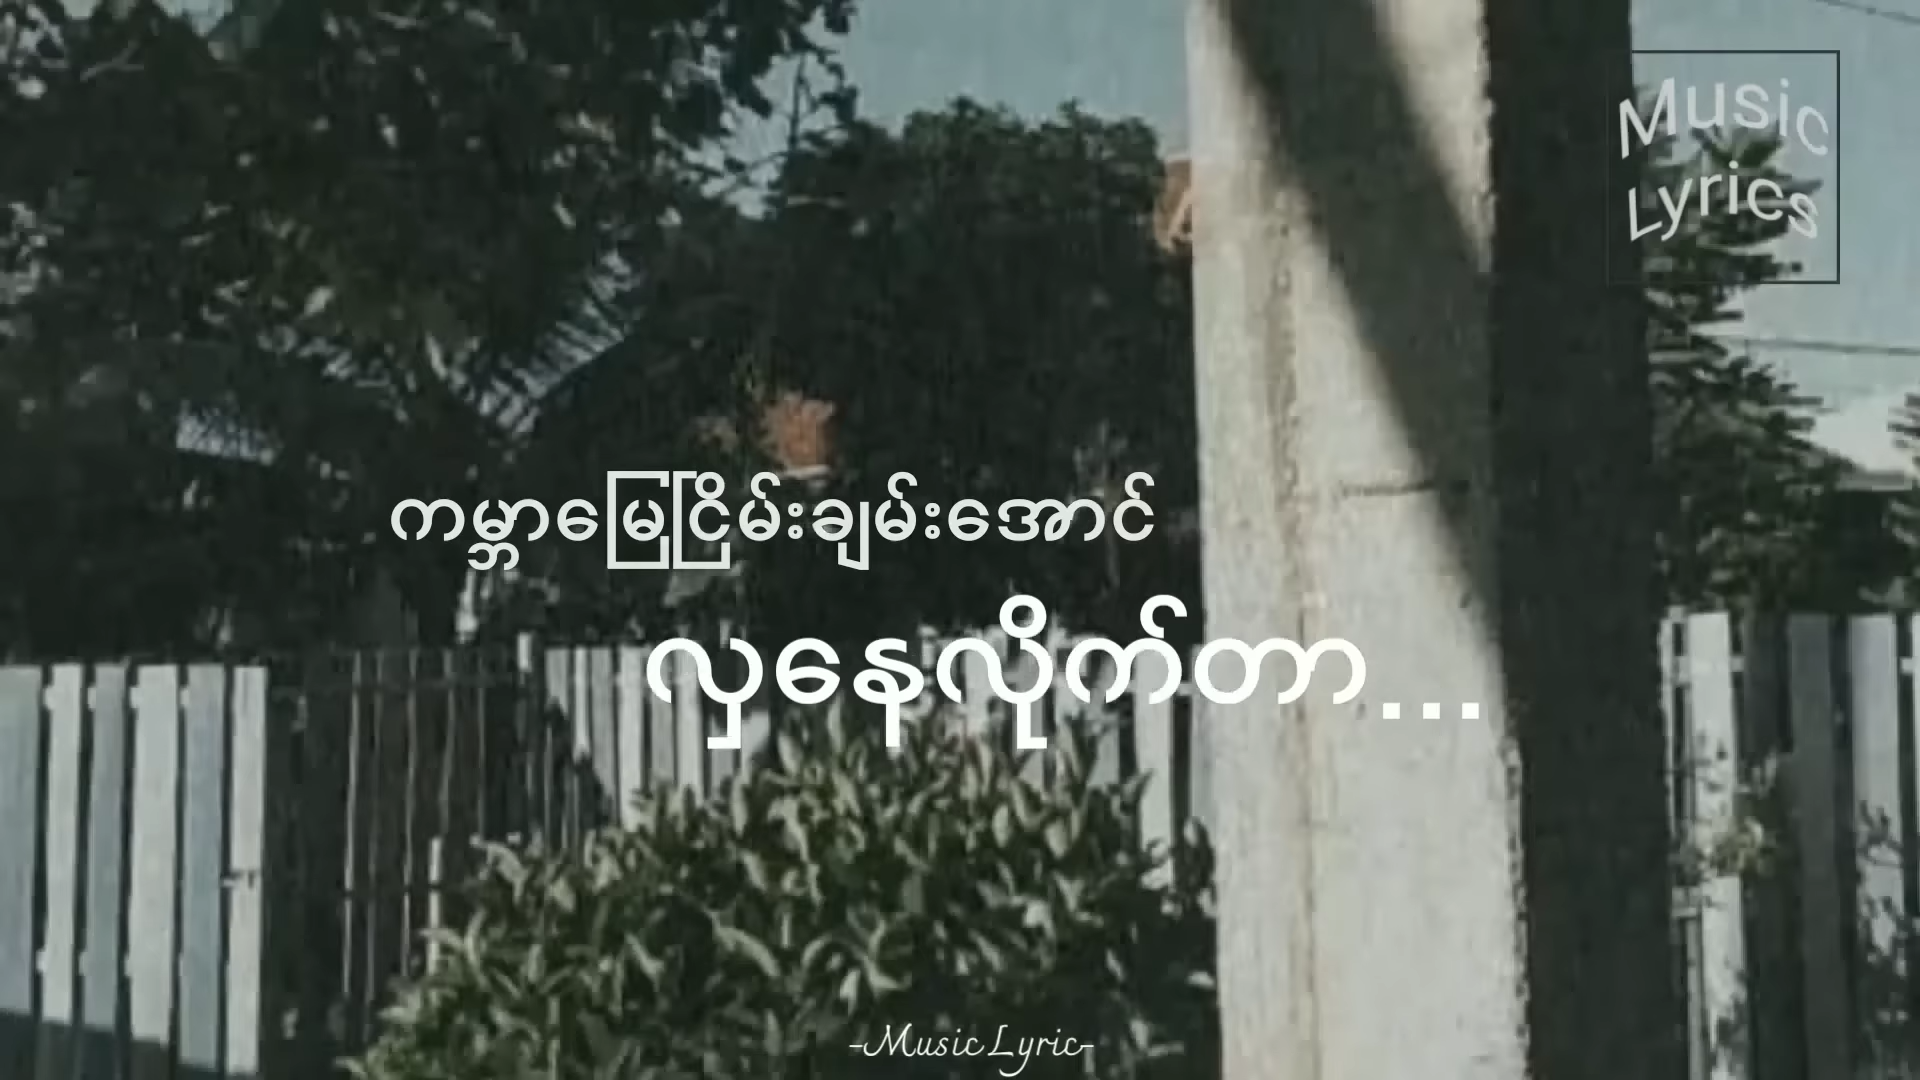 Music
Lyrics
ကမ္ဘာမြေငြိမ်းချမ်းအောင်
လှနေလိုက်တာ...
-Music Lyric-